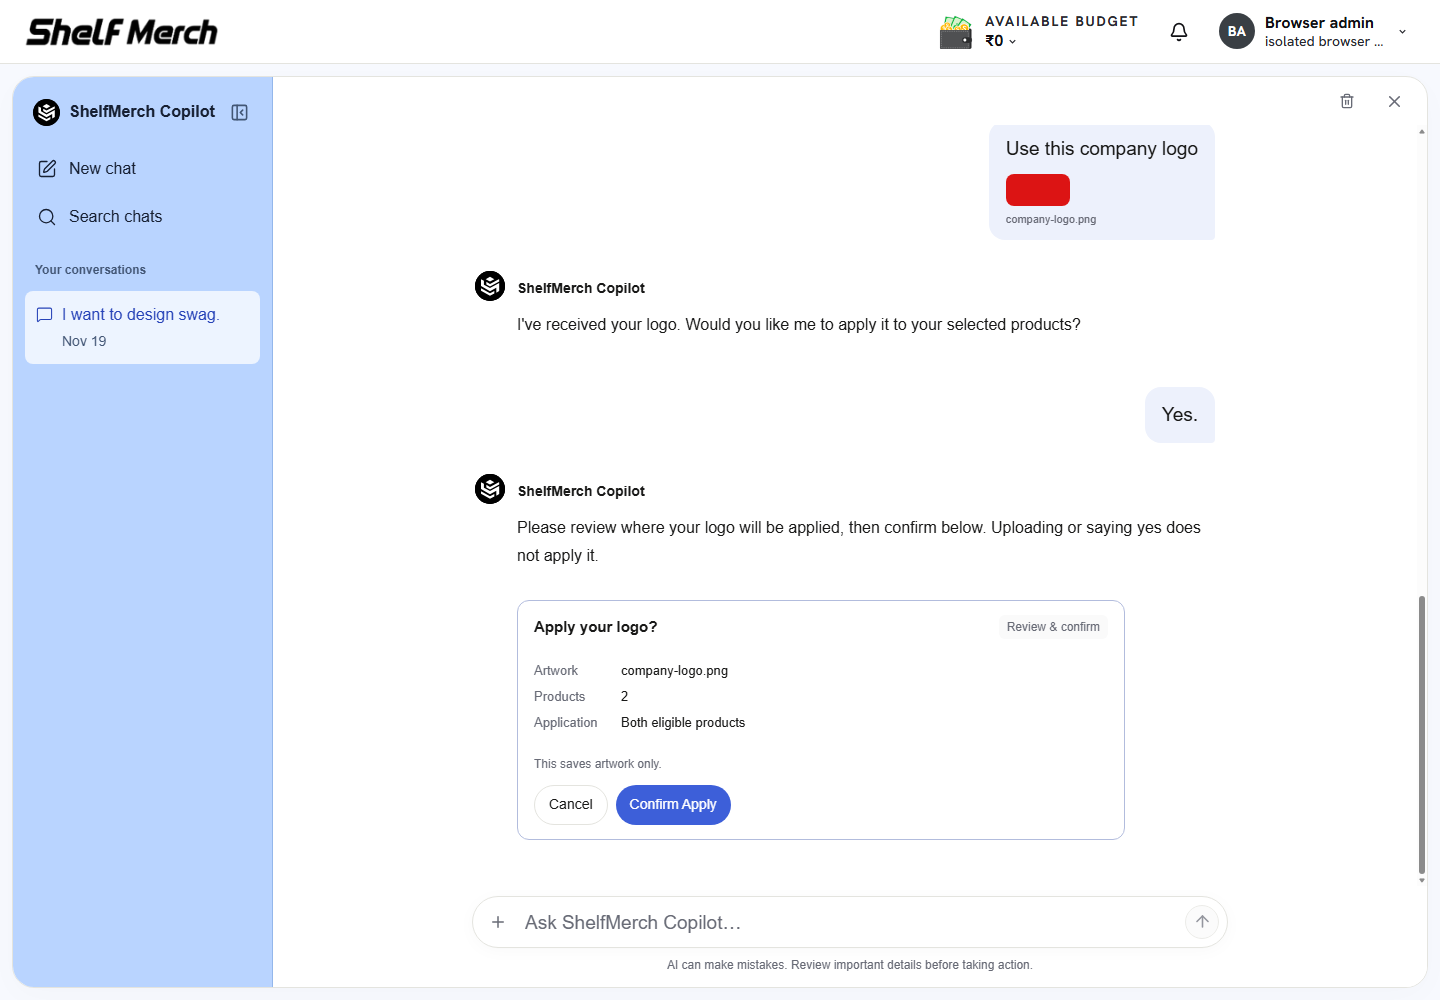 Shelf Merch
AVAILABLE BUDGET
₹0
BA
Browser admin
isolated browser ...
ShelfMerch Copilot
New chat
Search chats
Your conversations
I want to design swag.
Nov 19
Use this company logo
company-logo.png
ShelfMerch Copilot
I've received your logo. Would you like me to apply it to your selected products?
Yes.
ShelfMerch Copilot
Please review where your logo will be applied, then confirm below. Uploading or saying yes does
not apply it.
Apply your logo?
Review & confirm
Artwork company-logo.png
Products 2
Application Both eligible products
This saves artwork only.
Cancel
Confirm Apply
Ask ShelfMerch Copilot…
AI can make mistakes. Review important details before taking action.